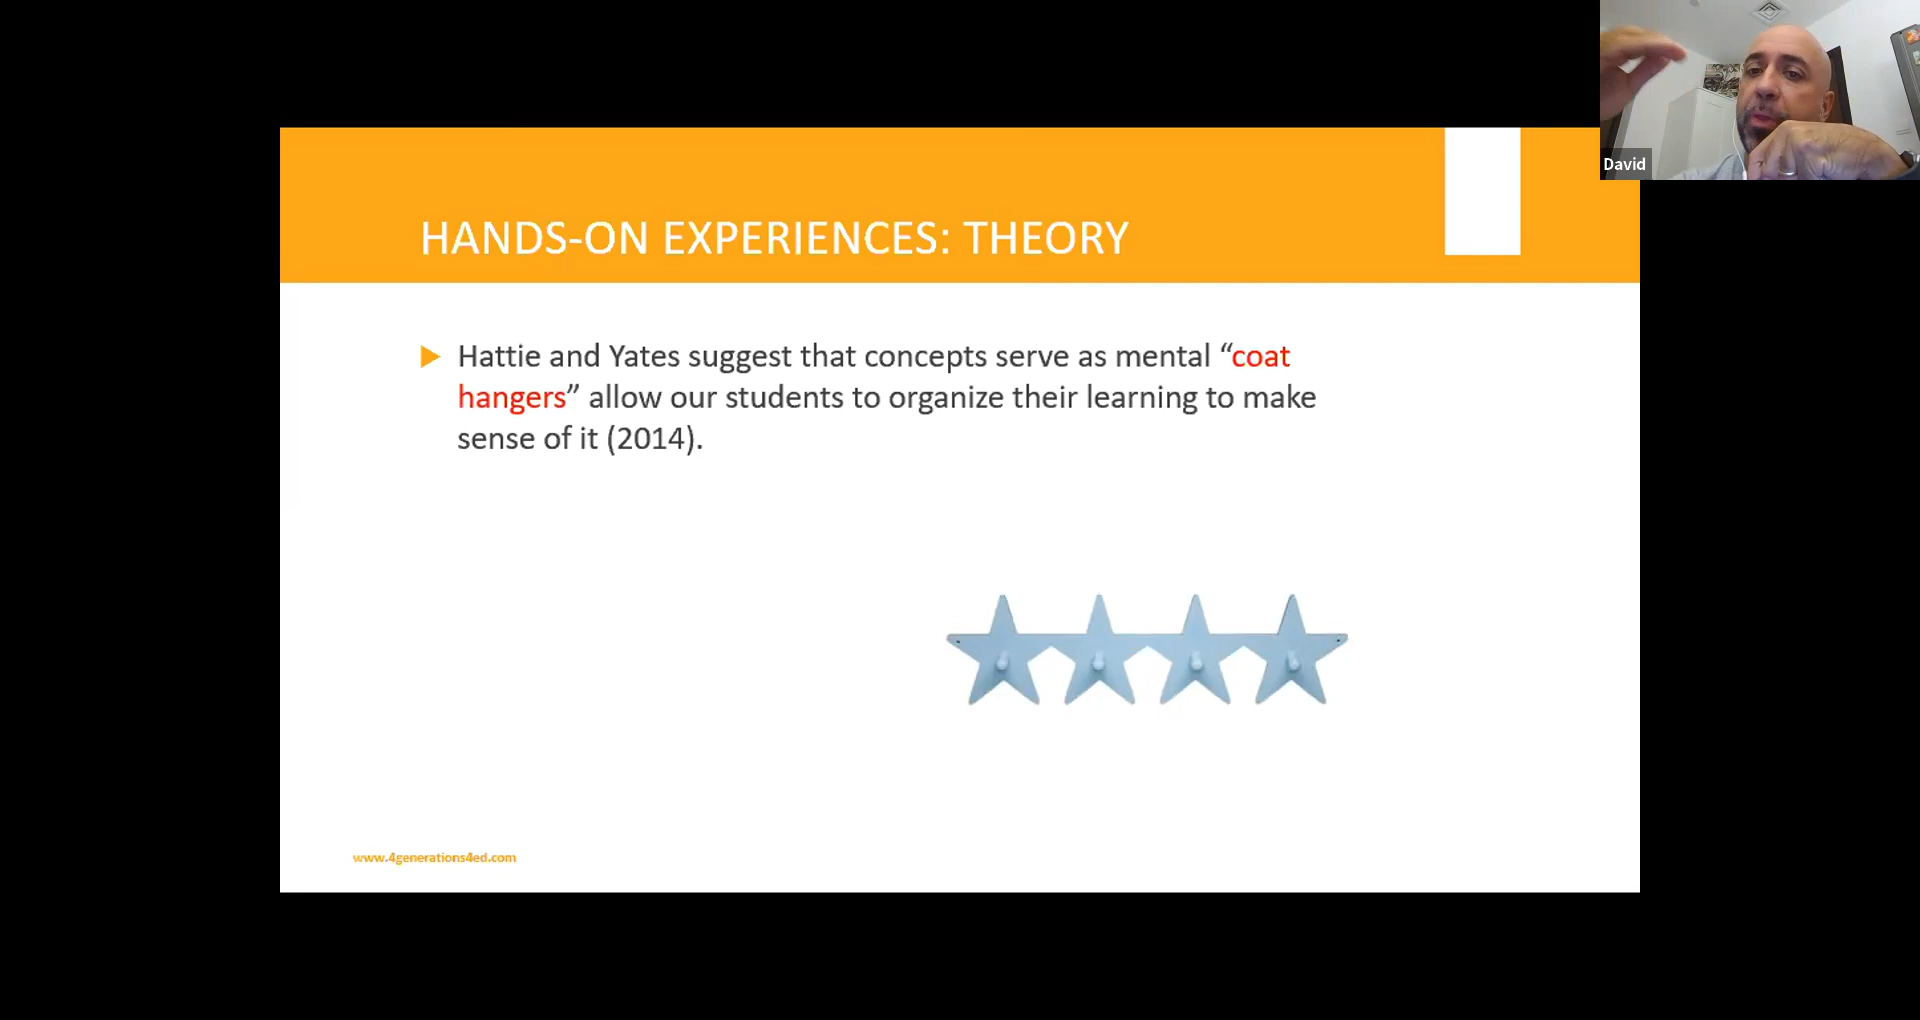 David
HANDS-ON EXPERIENCES: THEORY
Hattie and Yates suggest that concepts serve as mental “coat
hangers” allow our students to organize their learning to make
sense of it (2014).
www.4generations4ed.com